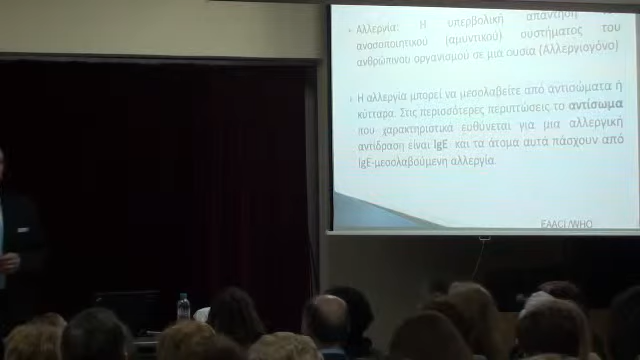 Αλλεργία: Η υπερβολική απάντηση
ανοσοποιητικού (αμυντικού) συστήματος του
ανθρώπινου οργανισμού σε μια ουσία (Αλλεργιογόνο)
Η αλλεργία μπορεί να μεσολαβείτε από αντισώματα ή
κύτταρα. Στις περισσότερες περιπτώσεις το αντίσωμα
που χαρακτηριστικά ευθύνεται για μια αλλεργική
αντίδραση είναι IgE και τα άτομα αυτά πάσχουν από
IgE-μεσολαβούμενη αλλεργία.
EAACI /WHO